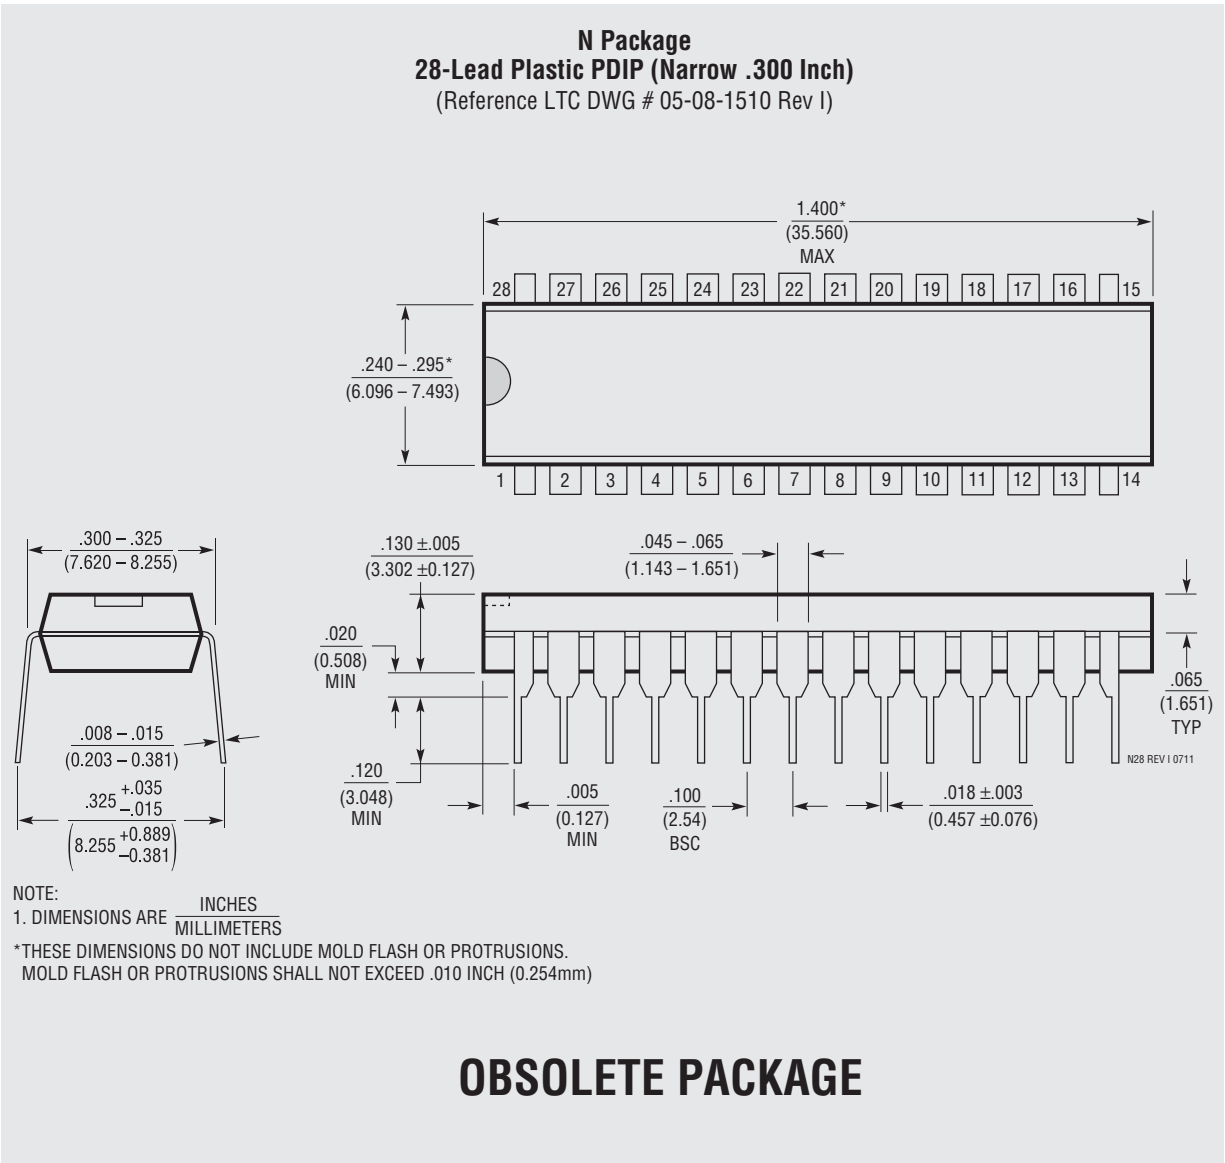 N Package
28-Lead Plastic PDIP (Narrow .300 Inch)
(Reference LTC DWG # 05-08-1510 Rev I)
1.400*
(35.560)
MAX
28 27 26 25 24 23 22 21 20 19 18 17 16 15
.240 – .295*
(6.096 – 7.493)
1 2 3 4 5 6 7 8 9 10 11 12 13 14
.300 – .325
(7.620 – 8.255)
.130 ±.005
(3.302 ±0.127)
.045 – .065
(1.143 – 1.651)
.020
(0.508)
MIN
.065
(1.651)
TYP
.008 – .015
(0.203 – 0.381)
N28 REV I 0711
.120
(3.048)
MIN
.005
(0.127)
MIN
.100
(2.54)
BSC
.018 ±.003
(0.457 ±0.076)
.325 +.035
–.015
(8.255 +0.889
–0.381)
NOTE:
1. DIMENSIONS ARE INCHES
MILLIMETERS
*THESE DIMENSIONS DO NOT INCLUDE MOLD FLASH OR PROTRUSIONS.
MOLD FLASH OR PROTRUSIONS SHALL NOT EXCEED .010 INCH (0.254mm)
OBSOLETE PACKAGE